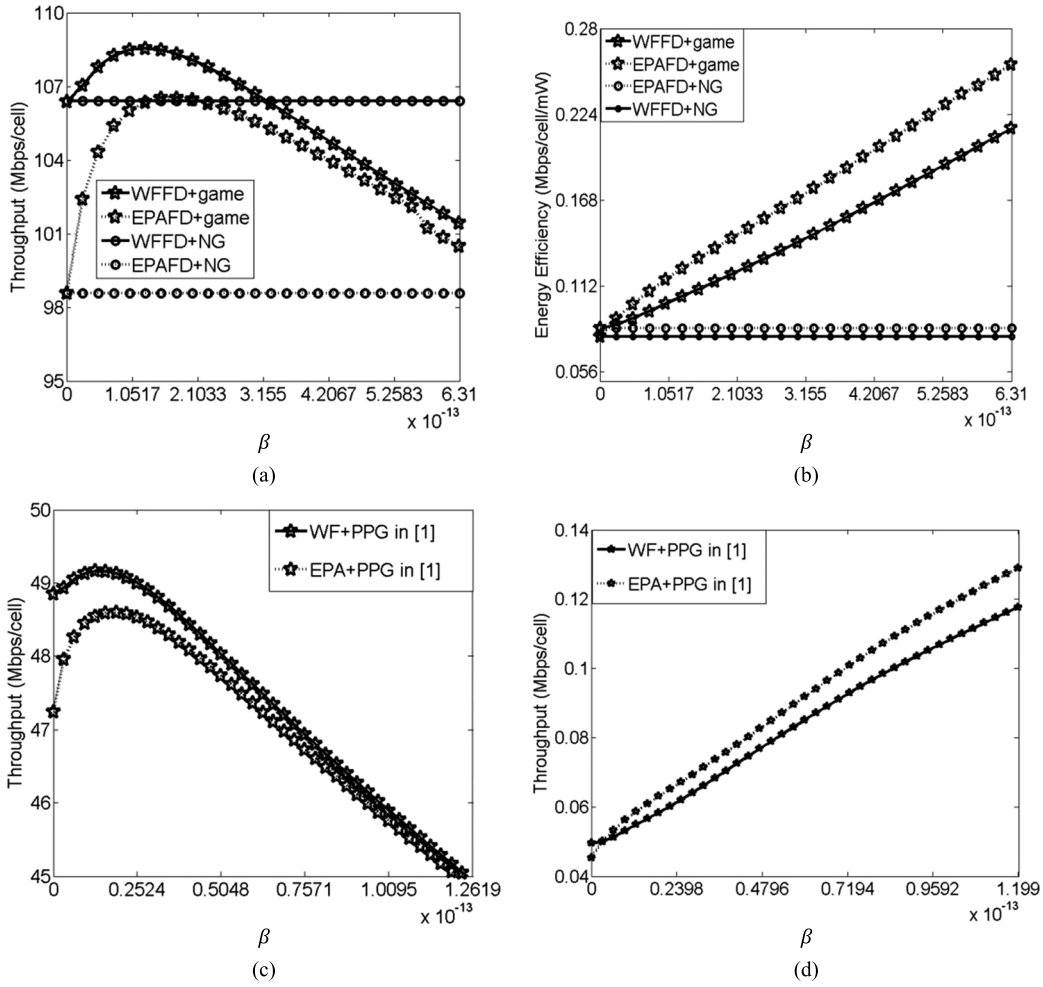 110
107
104
101
98
95
Throughput (Mbps/cell)
WFFD+game
EPAFD+game
WFFD+NG
EPAFD+NG
0 1.0517 2.1033 3.155 4.2067 5.2583 6.31
x 10-13
β
(a)
0.28
0.224
0.168
0.112
0.056
Energy Efficiency (Mbps/cell/mW)
WFFD+game
EPAFD+game
EPAFD+NG
WFFD+NG
0 1.0517 2.1033 3.155 4.2067 5.2583 6.31
x 10-13
β
(b)
50
49
48
47
46
45
Throughput (Mbps/cell)
WF+PPG in [1]
EPA+PPG in [1]
0 0.2524 0.5048 0.7571 1.0095 1.2619
x 10-13
β
(c)
0.14
0.12
0.1
0.08
0.06
0.04
Throughput (Mbps/cell)
WF+PPG in [1]
EPA+PPG in [1]
0 0.2398 0.4796 0.7194 0.9592 1.199
x 10-13
β
(d)